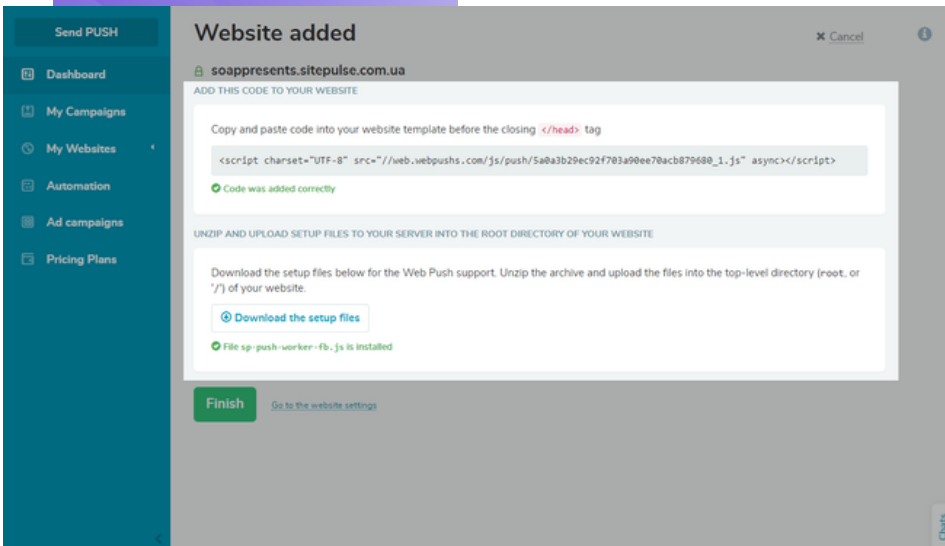 Send PUSH
Dashboard
My Campaigns
My Websites
Automation
Ad campaigns
Pricing Plans
Website added
Cancel
soappresents.sitepulse.com.ua
ADD THIS CODE TO YOUR WEBSITE
Copy and paste code into your website template before the closing </head> tag
<script charset="UTF-8" src="//web.webpushs.com/js/push/5a0a3b29ec92f703a90ee70acb879680_1.js" async></script>
Code was added correctly
UNZIP AND UPLOAD SETUP FILES TO YOUR SERVER INTO THE ROOT DIRECTORY OF YOUR WEBSITE
Download the setup files below for the Web Push support. Unzip the archive and upload the files into the top-level directory (root, or
'/') of your website.
Download the setup files
File sp-push-worker-fb.js is installed
Finish
Go to the website settings
Chats